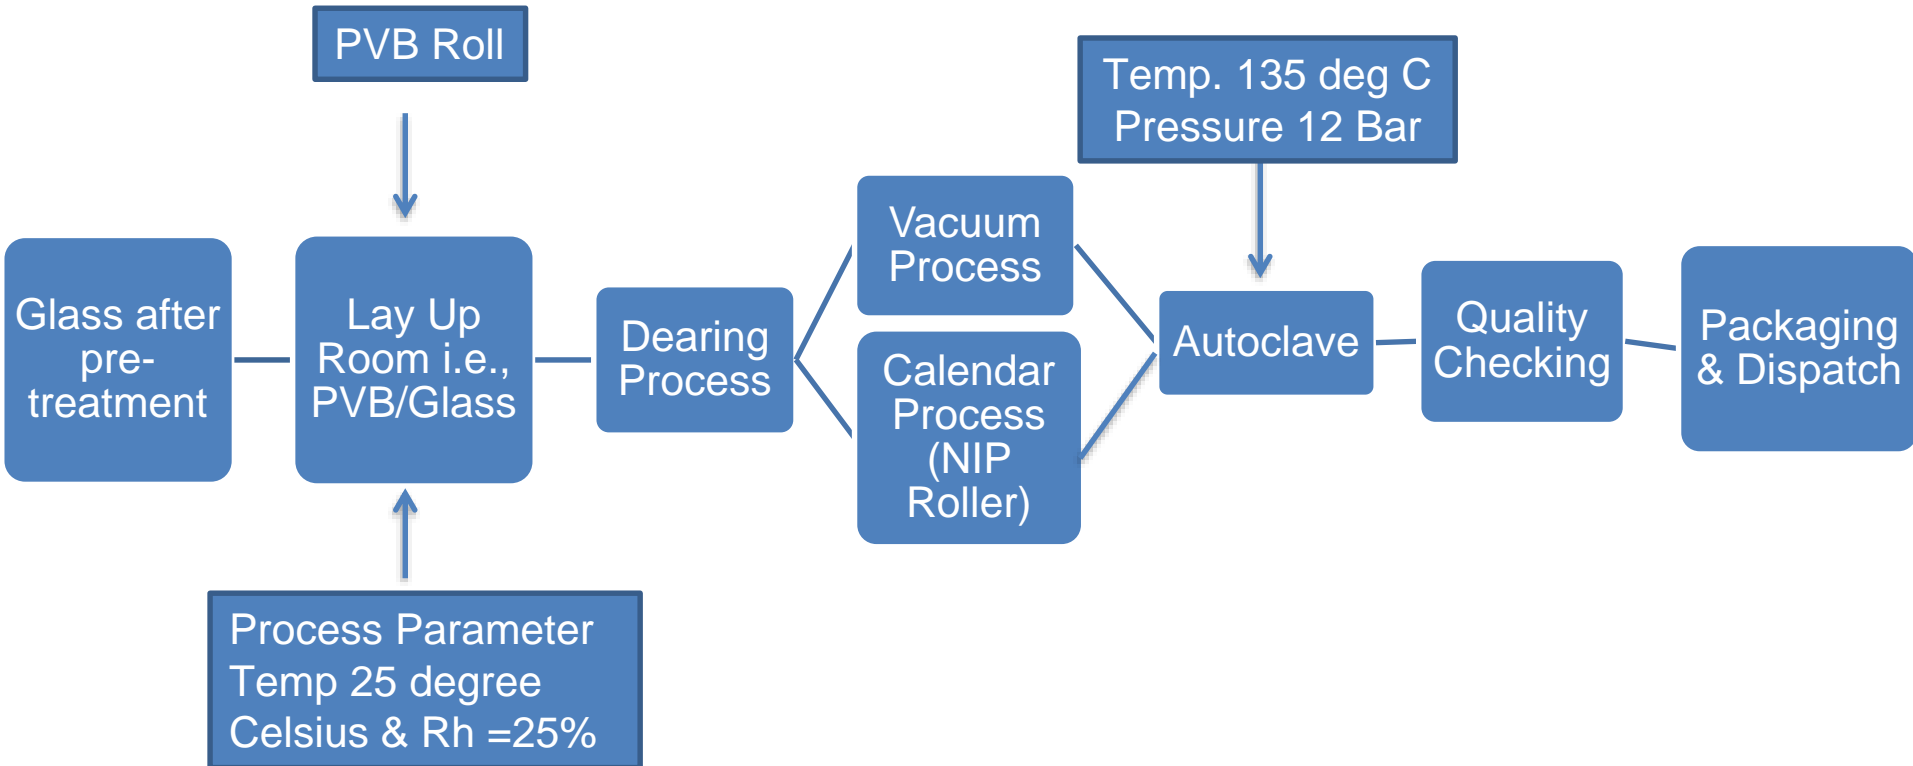 PVB Roll
Temp. 135 deg C
Pressure 12 Bar
Glass after
pre-
treatment
Lay Up
Room i.e.,
PVB/Glass
Dearing
Process
Vacuum
Process
Calendar
Process
(NIP
Roller)
Autoclave
Quality
Checking
Packaging
& Dispatch
Process Parameter
Temp 25 degree
Celsius & Rh =25%